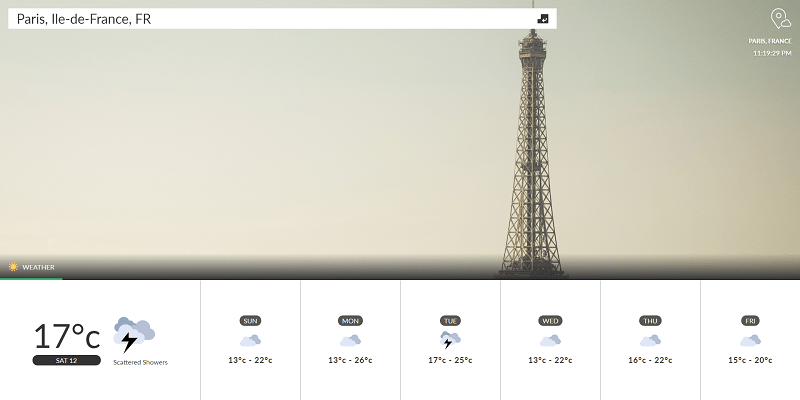 Paris, Ile-de-France, FR
PARIS, FRANCE
11:19:29 PM
WEATHER
17°c
SAT 12
Scattered Showers
SUN
13°c - 22°c
MON
13°c - 26°c
TUE
17°c - 25°c
WED
13°c - 22°c
THU
16°c - 22°c
FRI
15°c - 20°c